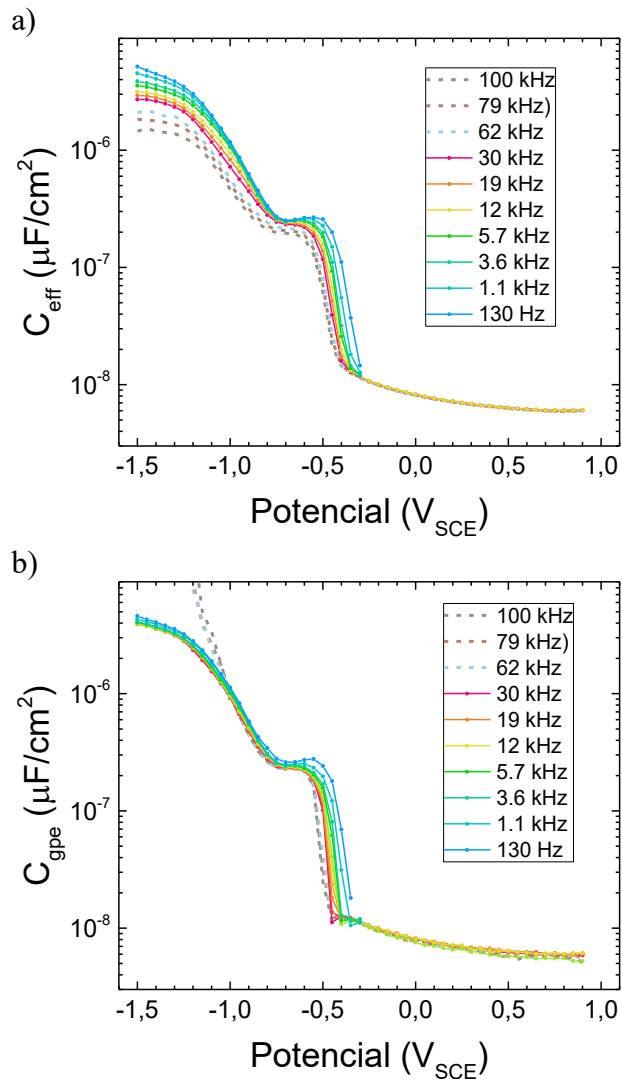 a)
C_eff (µF/cm²)
10⁻⁶
10⁻⁷
10⁻⁸
100 kHz
79 kHz)
62 kHz
30 kHz
19 kHz
12 kHz
5.7 kHz
3.6 kHz
1.1 kHz
130 Hz
-1,5 -1,0 -0,5 0,0 0,5 1,0
Potencial (V_SCE)
b)
C_gpe (µF/cm²)
10⁻⁶
10⁻⁷
10⁻⁸
100 kHz
79 kHz)
62 kHz
30 kHz
19 kHz
12 kHz
5.7 kHz
3.6 kHz
1.1 kHz
130 Hz
-1,5 -1,0 -0,5 0,0 0,5 1,0
Potencial (V_SCE)